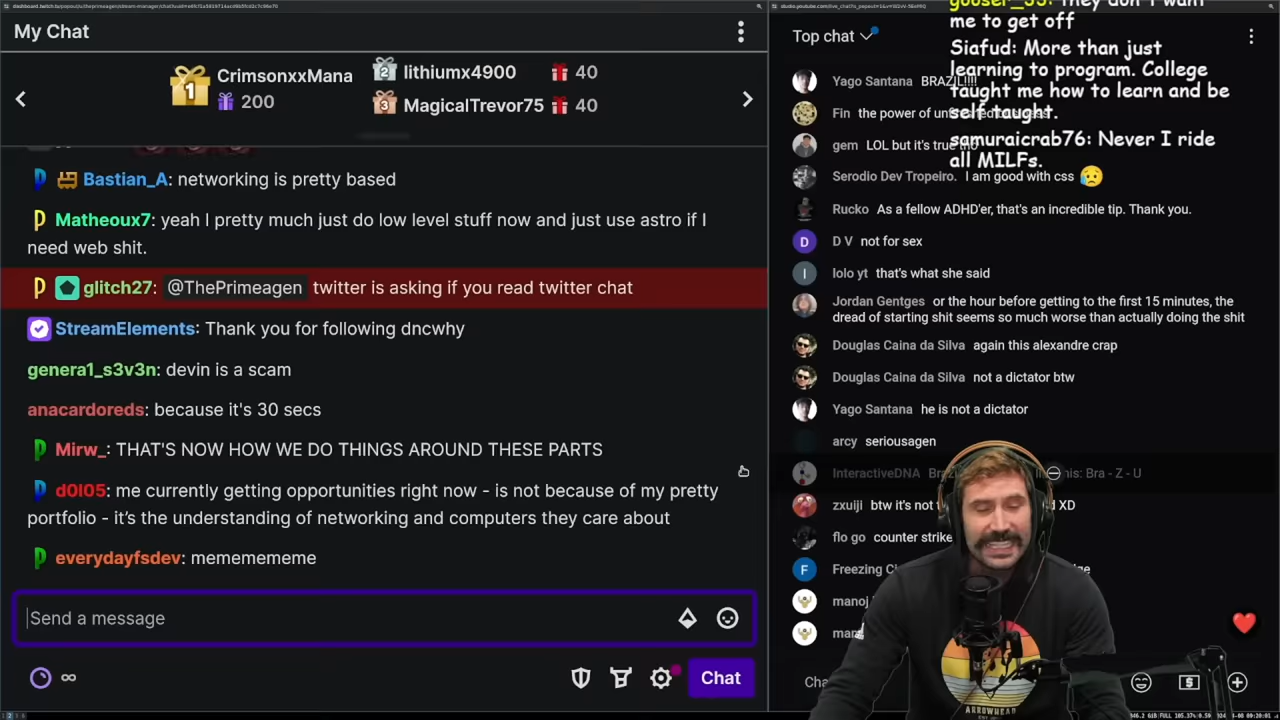 My Chat
CrimsonxxMana
1
200
2
lithiumx4900
40
3
MagicalTrevor75
40
Bastian_A: networking is pretty based
Matheoux7: yeah I pretty much just do low level stuff now and just use astro if I
need web shit.
glitch27: @ThePrimeagen twitter is asking if you read twitter chat
StreamElements: Thank you for following dncwhy
genera1_s3v3n: devin is a scam
anacardoreds: because it's 30 secs
Mirw_: THAT'S NOW HOW WE DO THINGS AROUND THESE PARTS
d0l05: me currently getting opportunities right now - is not because of my pretty
portfolio - it's the understanding of networking and computers they care about
everydayfsdev: memememeeme
Send a message
∞
Chat
Top chat
me to get off
Siafud: More than just
learning to program. College
taught me how to learn and be
self taught.
samuraicrab76: Never I ride
all MILFs.
Yago Santana BRAZIL!!!!
Fin the power of
gem LOL but it's true
Serodio Dev Tropeiro. I am good with css
Rucko As a fellow ADHD'er, that's an incredible tip. Thank you.
D V not for sex
lolo yt that's what she said
Jordan Gentges or the hour before getting to the first 15 minutes, the
dread of starting shit seems so much worse than actually doing the shit
Douglas Caina da Silva again this alexandre crap
Douglas Caina da Silva not a dictator btw
Yago Santana he is not a dictator
arcy seriousagen
InteractiveDNA Bra - Z - U
zxuiji btw it's not XD
flo go counter strike
Freezing
manoj
ARROWHEAD